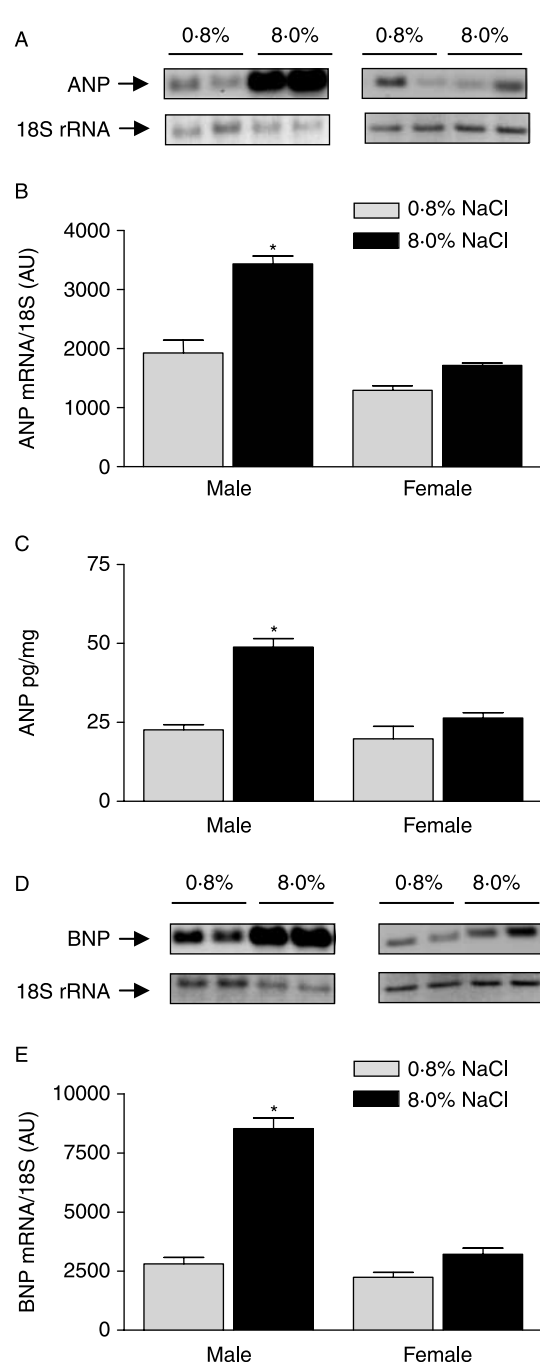 A
0·8% 8·0% 0·8% 8·0%
ANP
18S rRNA
B
0·8% NaCl
8·0% NaCl
ANP mRNA/18S (AU)
4000
3000
2000
1000
0
*
Male Female
C
ANP pg/mg
75
50
25
0
*
Male Female
D
0·8% 8·0% 0·8% 8·0%
BNP
18S rRNA
E
0·8% NaCl
8·0% NaCl
BNP mRNA/18S (AU)
10000
7500
5000
2500
0
*
Male Female